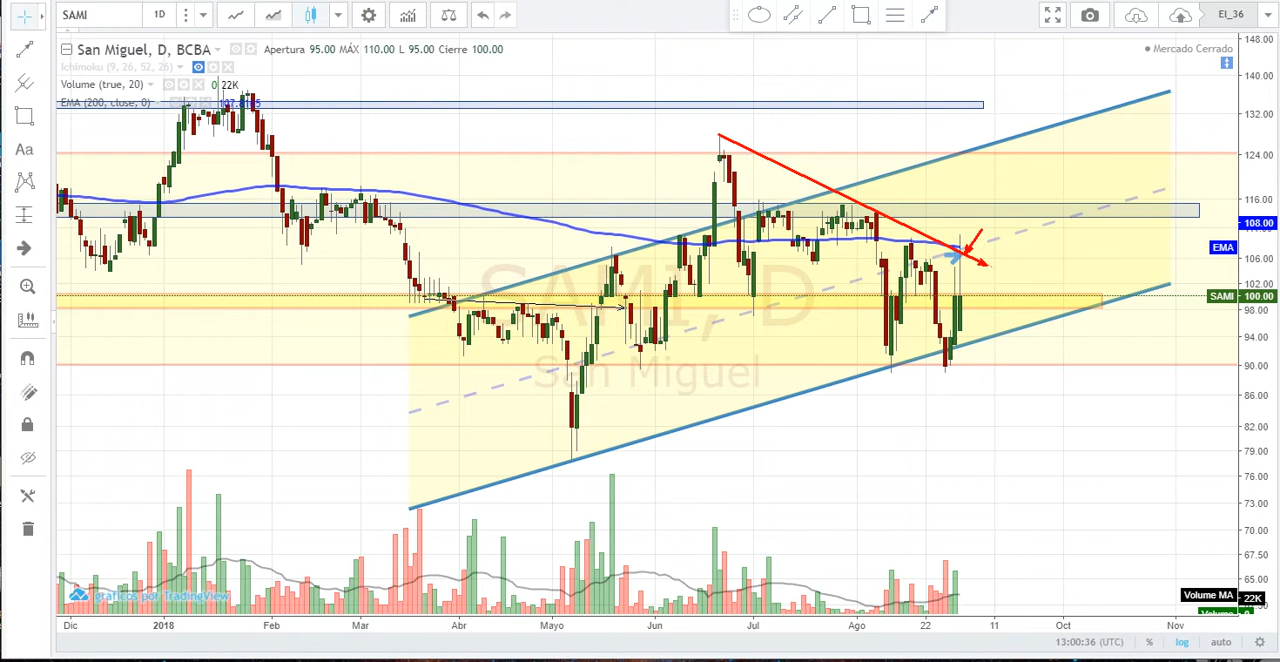 SAMI 1D EI_36
San Miguel, D, BCBA Apertura 95.00 MÁX 110.00 L 95.00 Cierre 100.00 Mercado Cerrado
Ichimoku (9, 26, 52, 26)
Volume (true, 20) 0 22K
EMA (200, close, 0)
Aa
SAMI, D
San Miguel
148.00
140.00
132.00
124.00
116.00
108.00
EMA
106.00
102.00
SAMI 100.00
98.00
94.00
90.00
86.00
82.00
79.00
76.00
73.00
70.00
67.50
65.00
Volume MA 22K
gráficos por TradingView
Dic 2018 Feb Mar Abr Mayo Jun Jul Ago 22 11 Oct Nov
13:00:36 (UTC) % log auto